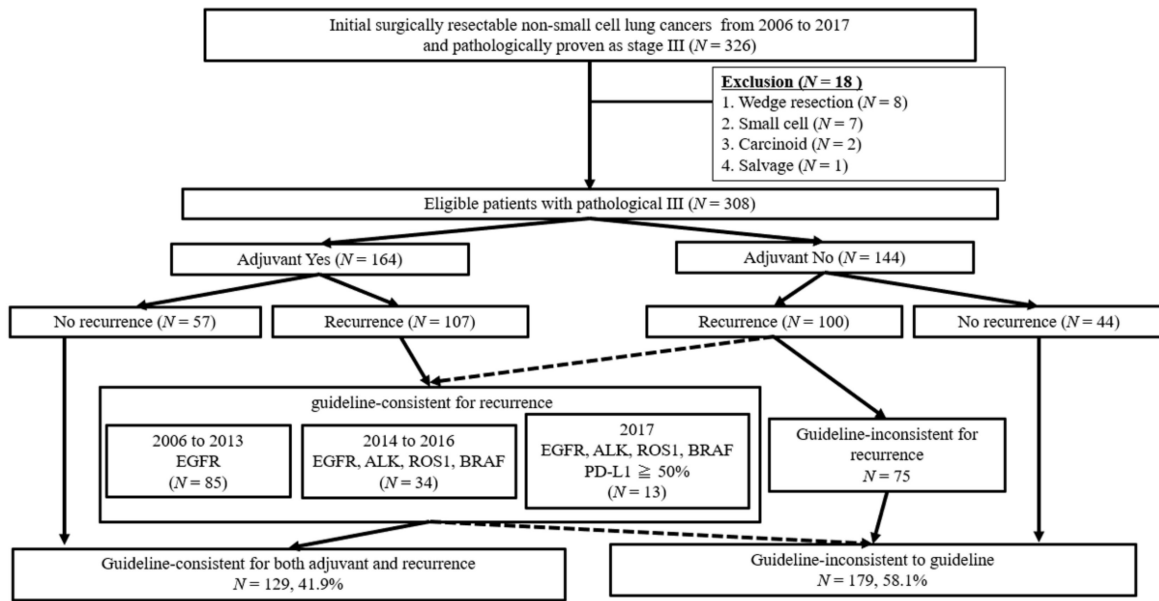 Initial surgically resectable non-small cell lung cancers from 2006 to 2017
and pathologically proven as stage III (N = 326)
Exclusion (N = 18 )
1. Wedge resection (N = 8)
2. Small cell (N = 7)
3. Carcinoid (N = 2)
4. Salvage (N = 1)
Eligible patients with pathological III (N = 308)
Adjuvant Yes (N = 164)
Adjuvant No (N = 144)
No recurrence (N = 57)
Recurrence (N = 107)
Recurrence (N = 100)
No recurrence (N = 44)
guideline-consistent for recurrence
2006 to 2013
EGFR
(N = 85)
2014 to 2016
EGFR, ALK, ROS1, BRAF
(N = 34)
2017
EGFR, ALK, ROS1, BRAF
PD-L1 ≧ 50%
(N = 13)
Guideline-inconsistent for
recurrence
N = 75
Guideline-consistent for both adjuvant and recurrence
N = 129, 41.9%
Guideline-inconsistent to guideline
N = 179, 58.1%